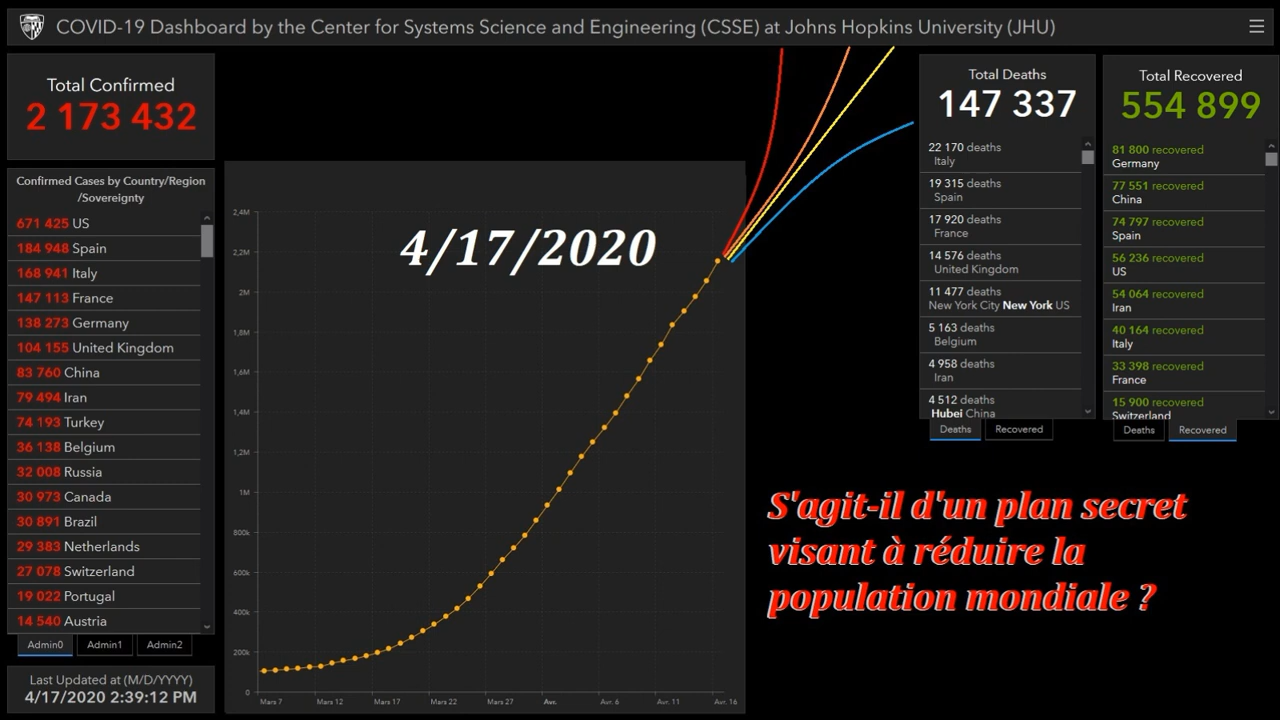 COVID-19 Dashboard by the Center for Systems Science and Engineering (CSSE) at Johns Hopkins University (JHU)
Total Confirmed
2 173 432
Confirmed Cases by Country/Region
/Sovereignty
671 425 US
184 948 Spain
168 941 Italy
147 113 France
138 273 Germany
104 155 United Kingdom
83 760 China
79 494 Iran
74 193 Turkey
36 138 Belgium
32 008 Russia
30 973 Canada
30 891 Brazil
29 383 Netherlands
27 078 Switzerland
19 022 Portugal
14 540 Austria
Admin0 Admin1 Admin2
Last Updated at (M/D/YYYY)
4/17/2020 2:39:12 PM
4/17/2020
2,4M
2,2M
2M
1,8M
1,6M
1,4M
1,2M
1M
800k
600k
400k
200k
0
Mars 7 Mars 12 Mars 17 Mars 22 Mars 27 Avr. Avr. 6 Avr. 11 Avr. 16
Total Deaths
147 337
22 170 deaths
Italy
19 315 deaths
Spain
17 920 deaths
France
14 576 deaths
United Kingdom
11 477 deaths
New York City New York US
5 163 deaths
Belgium
4 958 deaths
Iran
4 512 deaths
Hubei China
Deaths Recovered
Total Recovered
554 899
81 800 recovered
Germany
77 551 recovered
China
74 797 recovered
Spain
56 236 recovered
US
54 064 recovered
Iran
40 164 recovered
Italy
33 398 recovered
France
15 900 recovered
Switzerland
Deaths Recovered
S'agit-il d'un plan secret
visant à réduire la
population mondiale ?